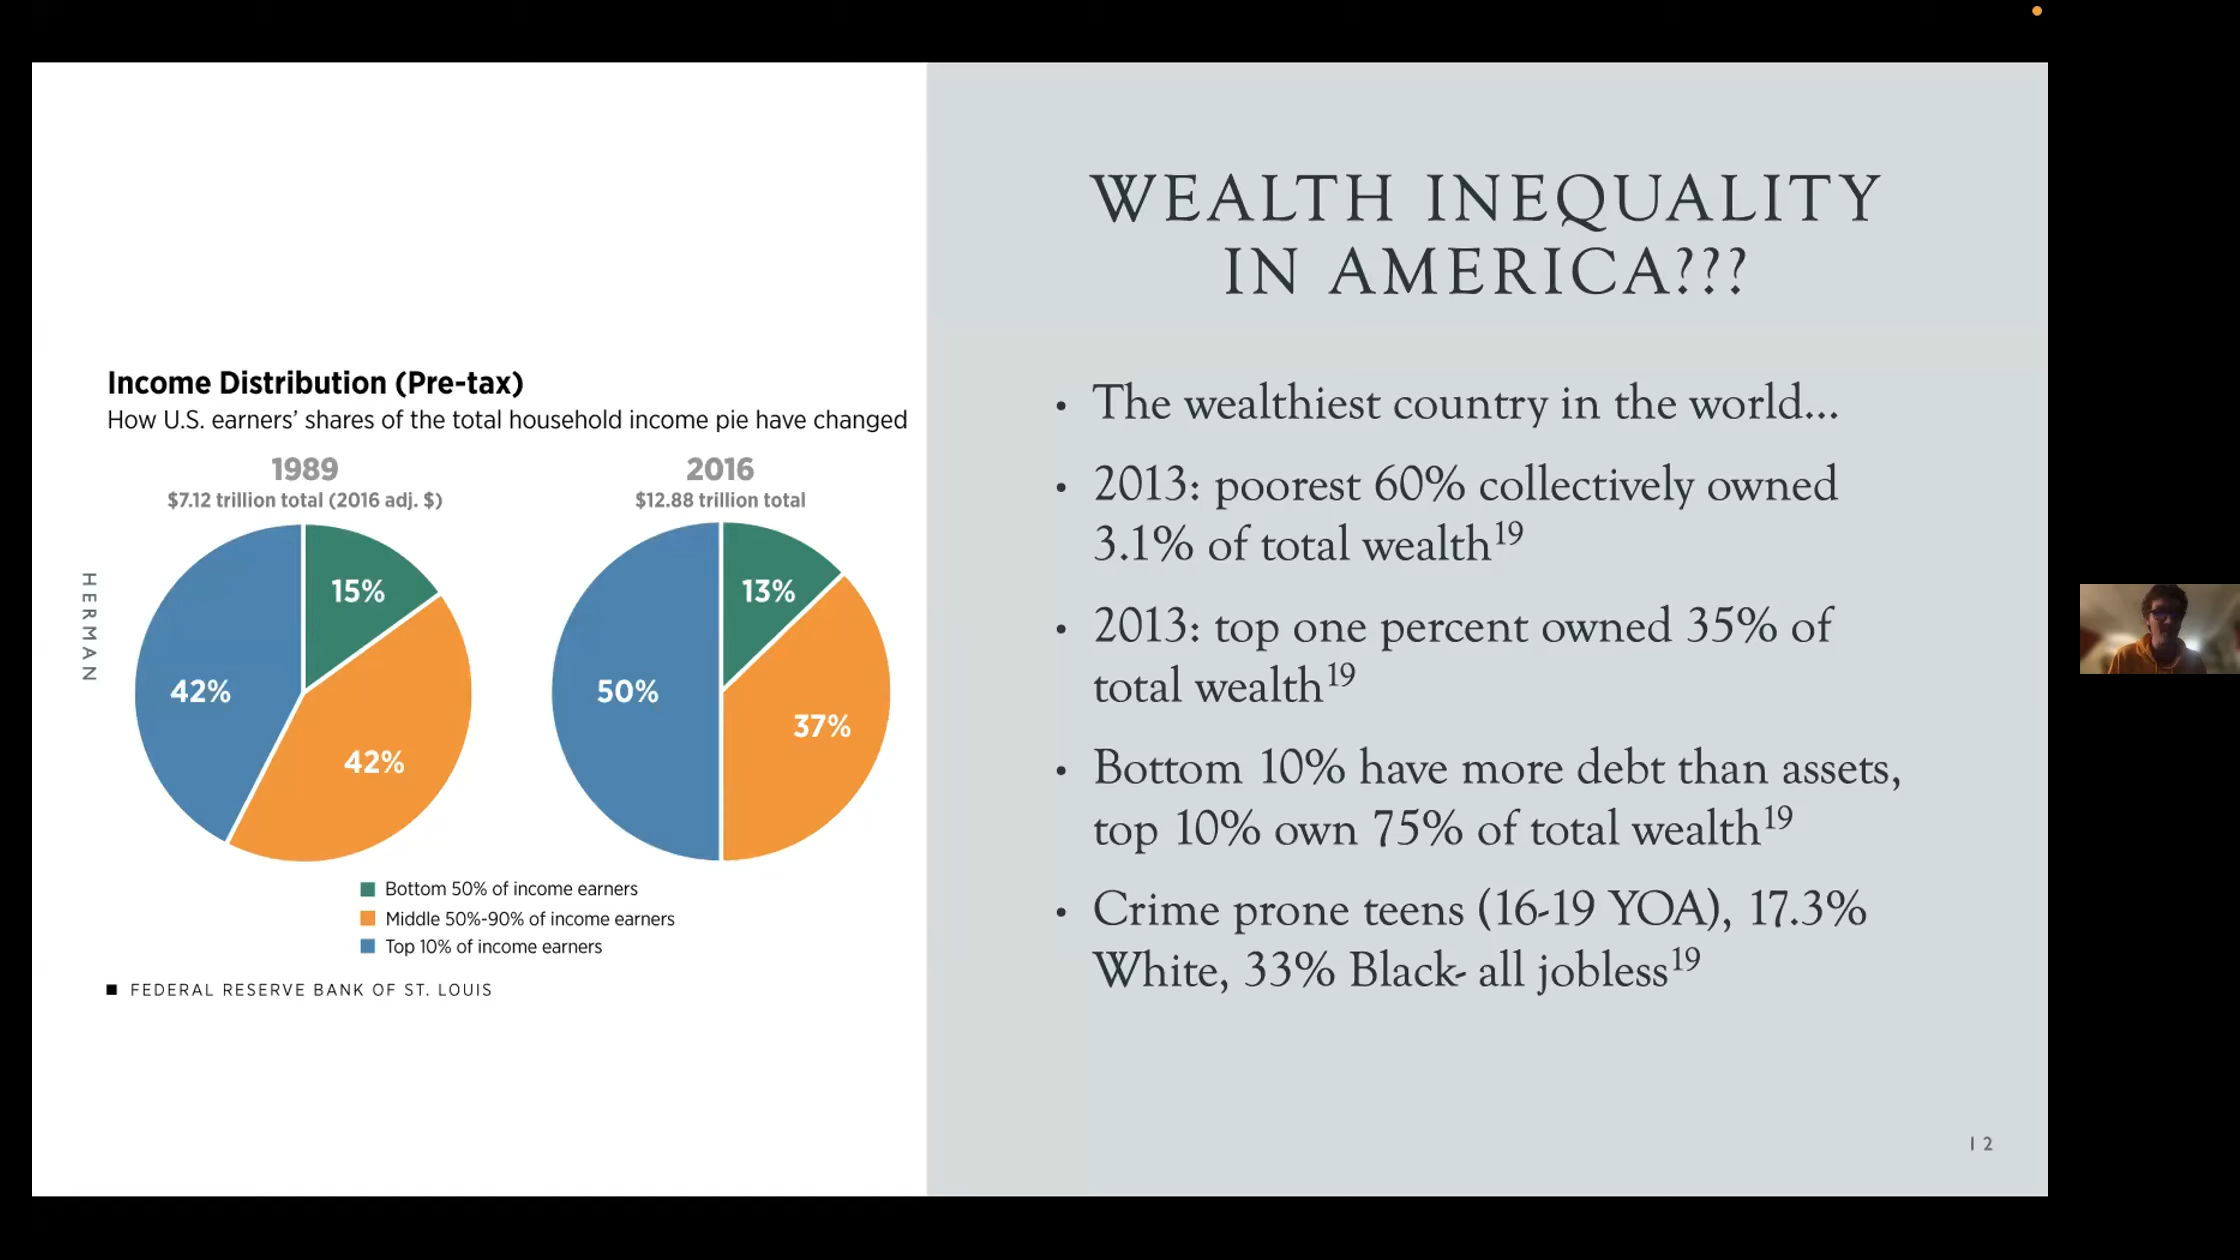 WEALTH INEQUALITY
IN AMERICA???
Income Distribution (Pre-tax)
How U.S. earners’ shares of the total household income pie have changed
1989
$7.12 trillion total (2016 adj. $)
15%
42%
42%
2016
$12.88 trillion total
13%
50%
37%
Bottom 50% of income earners
Middle 50%-90% of income earners
Top 10% of income earners
■ FEDERAL RESERVE BANK OF ST. LOUIS
HERMAN
• The wealthiest country in the world...
• 2013: poorest 60% collectively owned
3.1% of total wealth¹⁹
• 2013: top one percent owned 35% of
total wealth¹⁹
• Bottom 10% have more debt than assets,
top 10% own 75% of total wealth¹⁹
• Crime prone teens (16-19 YOA), 17.3%
White, 33% Black- all jobless¹⁹
12